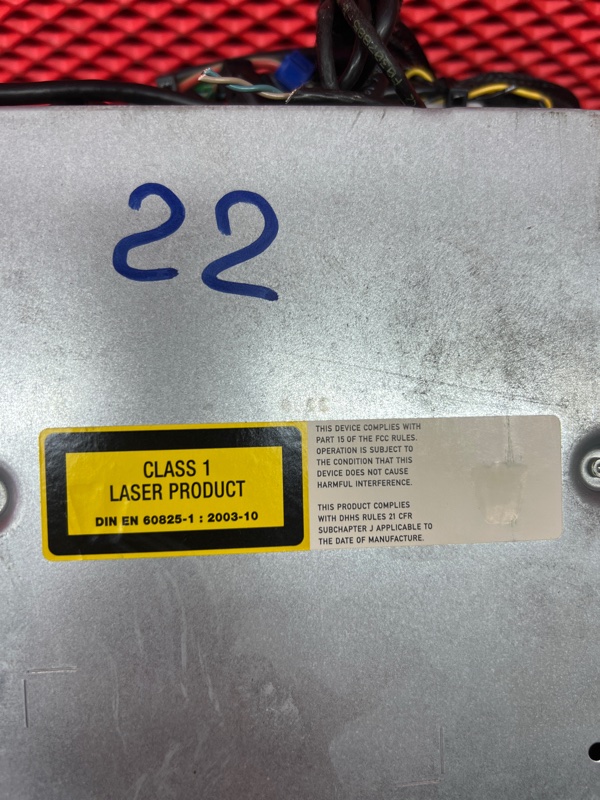 22
CLASS 1
LASER PRODUCT
DIN EN 60825-1 : 2003-10
THIS DEVICE COMPLIES WITH
PART 15 OF THE FCC RULES.
OPERATION IS SUBJECT TO
THE CONDITION THAT THIS
DEVICE DOES NOT CAUSE
HARMFUL INTERFERENCE.
THIS PRODUCT COMPLIES
WITH DHHS RULES 21 CFR
SUBCHAPTER J APPLICABLE TO
THE DATE OF MANUFACTURE.